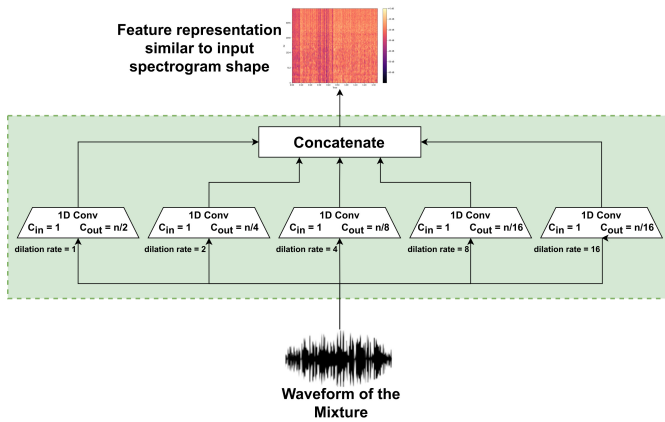 Feature representation
similar to input
spectrogram shape
Concatenate
1D Conv
Cin = 1 Cout = n/2
dilation rate = 1
1D Conv
Cin = 1 Cout = n/4
dilation rate = 2
1D Conv
Cin = 1 Cout = n/8
dilation rate = 4
1D Conv
Cin = 1 Cout = n/16
dilation rate = 8
1D Conv
Cin = 1 Cout = n/16
dilation rate = 16
Waveform of the
Mixture